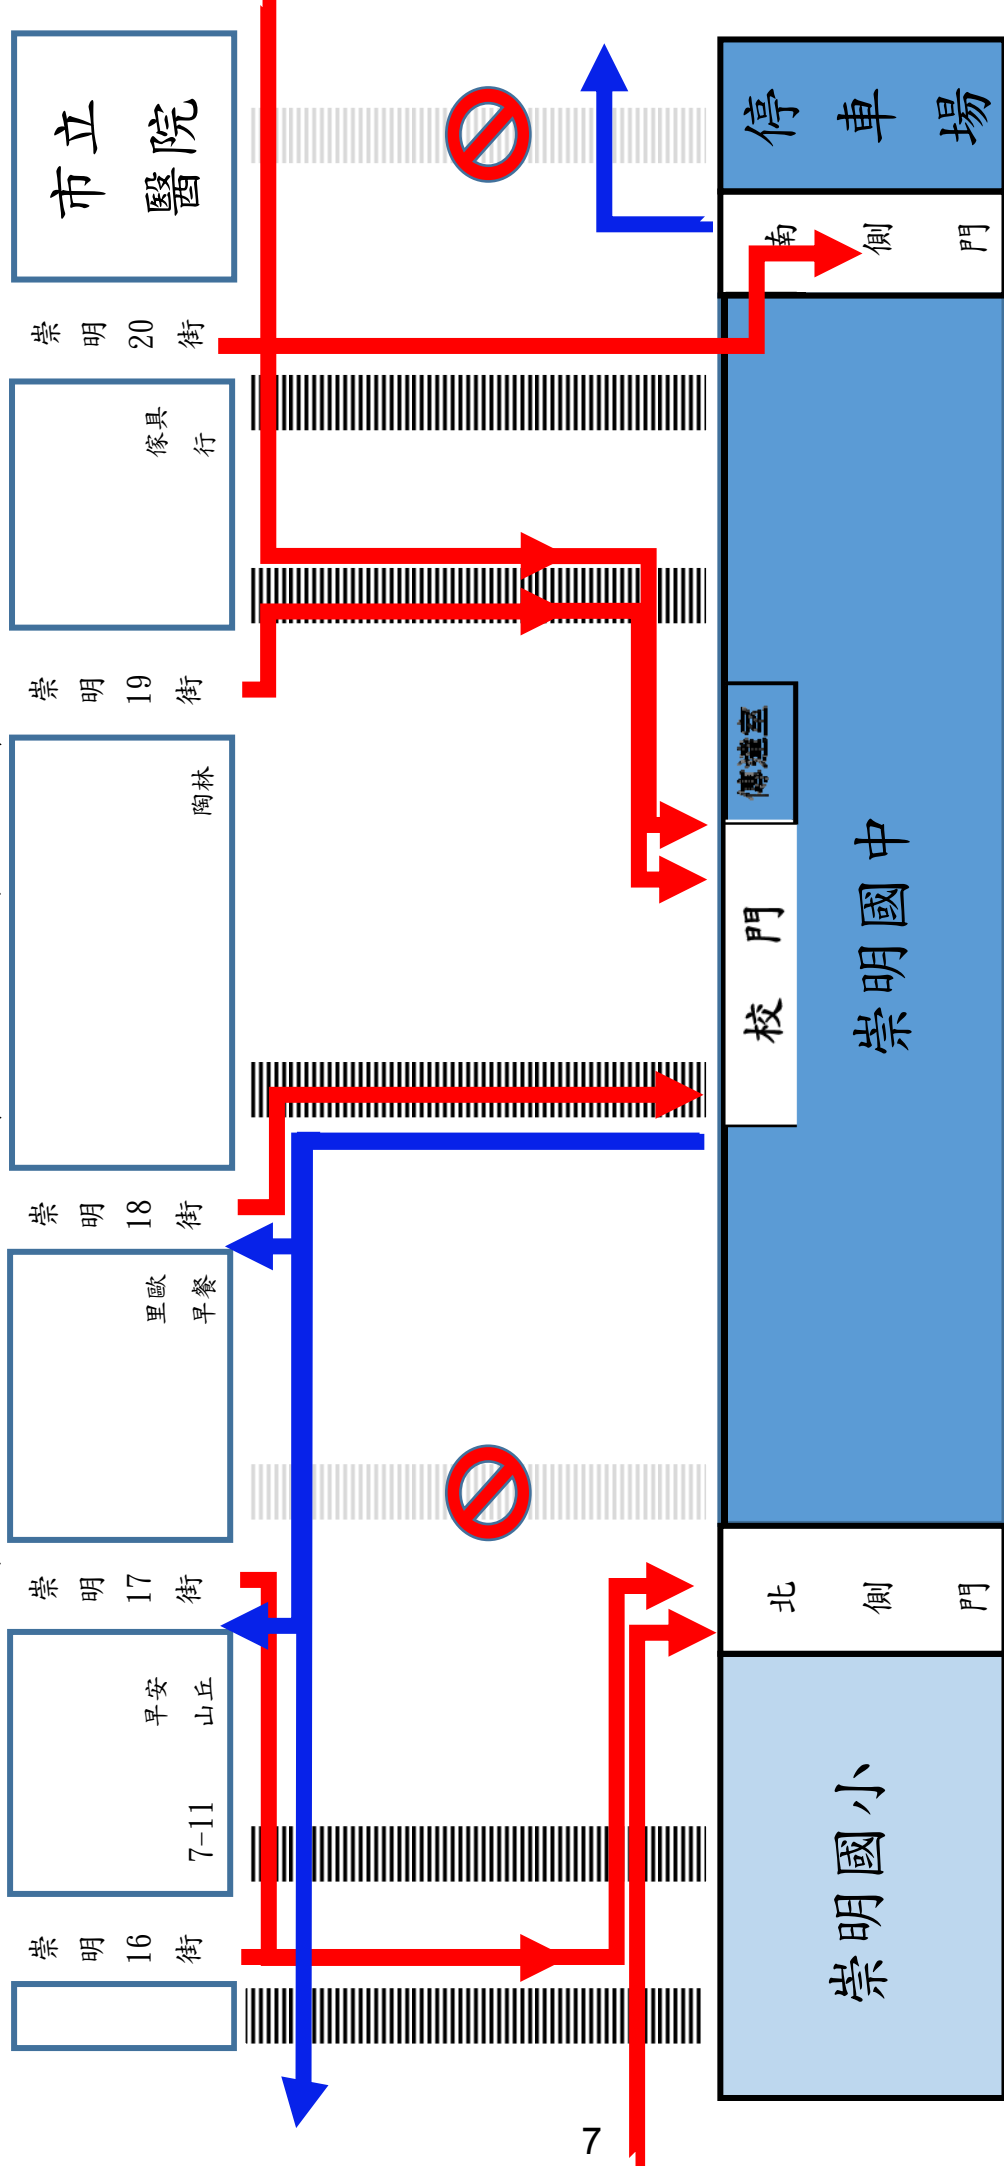 崇明16街
7-11
早安
山丘
崇明17街
里歐
早餐
崇明18街
陶林
崇明19街
傢具
行
崇明20街
市立
醫院
崇明國小
北側門
校門
傳達室
崇明國中
南側門
停車場
7